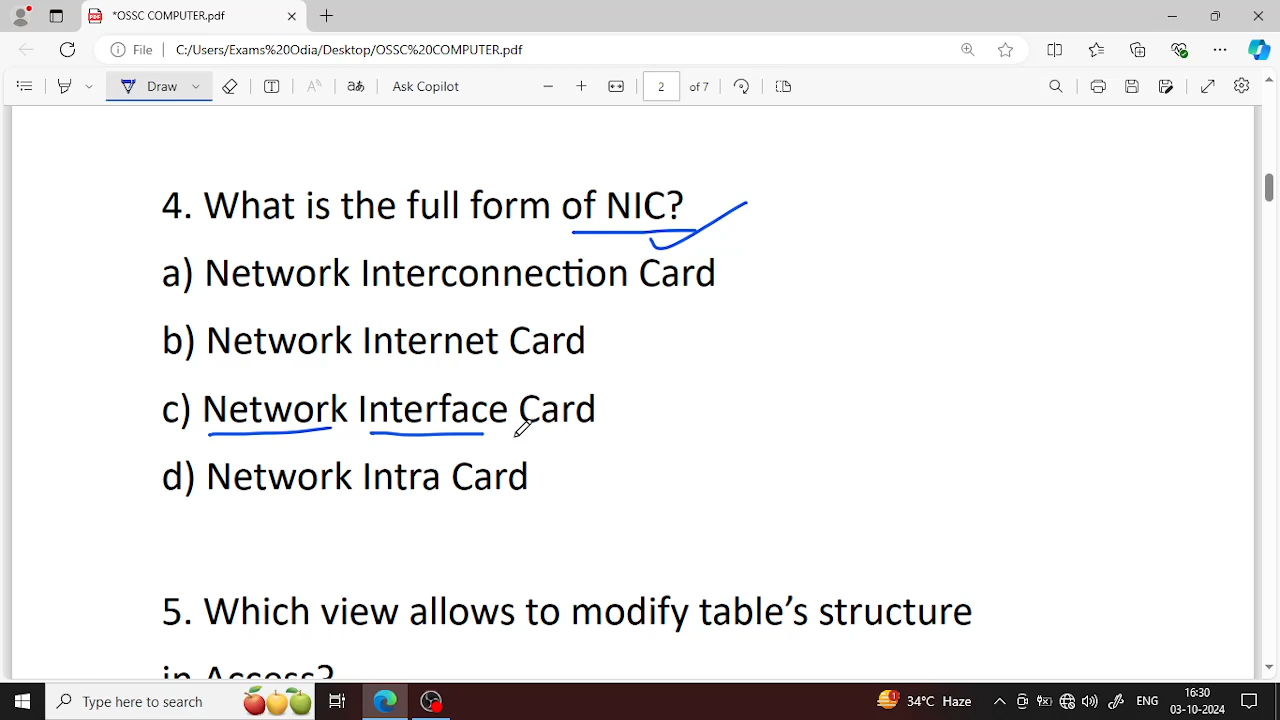 *OSSC COMPUTER.pdf
File C:/Users/Exams%20Odia/Desktop/OSSC%20COMPUTER.pdf
Draw Ask Copilot 2 of 7
4. What is the full form of NIC?
a) Network Interconnection Card
b) Network Internet Card
c) Network Interface Card
d) Network Intra Card
5. Which view allows to modify table’s structure
in Access?
Type here to search 1 34°C Haze ENG 16:30
03-10-2024